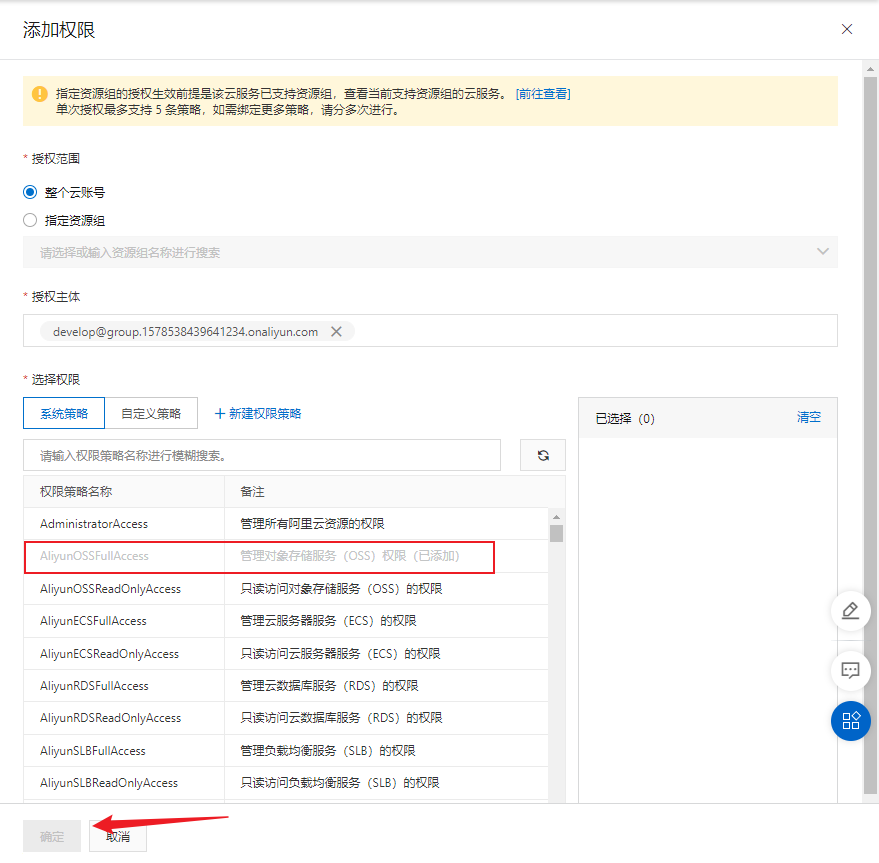 添加权限
指定资源组的授权生效前提是该云服务已支持资源组，查看当前支持资源组的云服务。 [前往查看]
单次授权最多支持 5 条策略，如需绑定更多策略，请分多次进行。
* 授权范围
整个云账号
指定资源组
请选择或输入资源组名称进行搜索
* 授权主体
develop@group.1578538439641234.onaliyun.com
* 选择权限
系统策略 自定义策略 + 新建权限策略
已选择（0） 清空
请输入权限策略名称进行模糊搜索。
权限策略名称 备注
AdministratorAccess 管理所有阿里云资源的权限
AliyunOSSFullAccess 管理对象存储服务（OSS）权限（已添加）
AliyunOSSReadOnlyAccess 只读访问对象存储服务（OSS）的权限
AliyunECSFullAccess 管理云服务器服务（ECS）的权限
AliyunECSReadOnlyAccess 只读访问云服务器服务（ECS）的权限
AliyunRDSFullAccess 管理云数据库服务（RDS）的权限
AliyunRDSReadOnlyAccess 只读访问云数据库服务（RDS）的权限
AliyunSLBFullAccess 管理负载均衡服务（SLB）的权限
AliyunSLBReadOnlyAccess 只读访问负载均衡服务（SLB）的权限
确定 取消